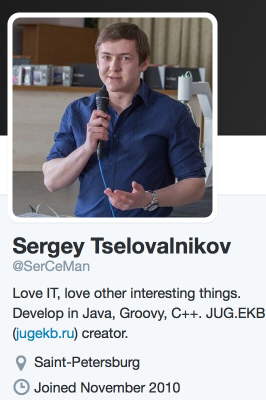 Sergey Tselovalnikov
@SerCeMan
Love IT, love other interesting things.
Develop in Java, Groovy, C++. JUG.EKB
(jugekb.ru) creator.
Saint-Petersburg
Joined November 2010